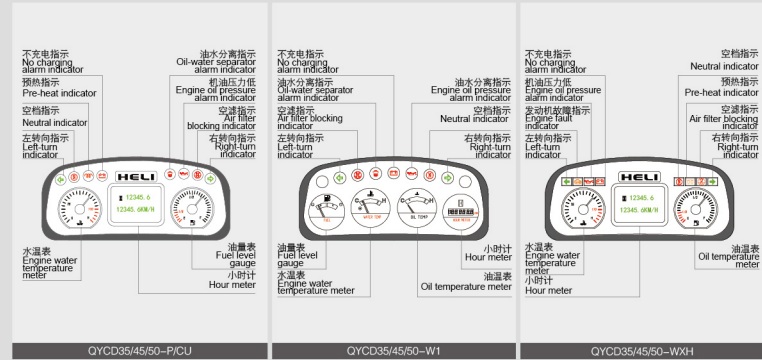 不充电指示
No charging
alarm indicator
预热指示
Pre-heat indicator
空档指示
Neutral indicator
左转向指示
Left-turn
indicator
油水分离指示
Oil-water separator
alarm indicator
机油压力低
Engine oil pressure
alarm indicator
空滤指示
Air filter
blocking indicator
右转向指示
Right-turn
indicator
HELI
12345.6
12345.6KM/H
水温表
Engine water
temperature
meter
油量表
Fuel level
gauge
小时计
Hour meter
QYCD35/45/50-P/CU
不充电指示
No charging
alarm indicator
油水分离指示
Oil-water separator
alarm indicator
空滤指示
Air filter blocking
indicator
左转向指示
Left-turn
indicator
油水分离指示
Engine oil pressure
alarm indicator
空档指示
Neutral indicator
右转向指示
Right-turn
indicator
FUEL
WATER TEMP
OIL TEMP
油量表
Fuel level
gauge
水温表
Engine water
temperature meter
小时计
Hour meter
油温表
Oil temperature meter
QYCD35/45/50-W1
不充电指示
No charging
alarm indicator
机油压力低
Engine oil pressure
alarm indicator
发动机故障指示
Engine fault
indicator
左转向指示
Left-turn
indicator
空档指示
Neutral indicator
预热指示
Pre-heat indicator
空滤指示
Air filter blocking
indicator
右转向指示
Right-turn
indicator
HELI
12345.6
12345.6KM/H
水温表
Engine water
temperature
meter
小时计
Hour meter
油温表
Oil temperature
meter
QYCD35/45/50-WXH